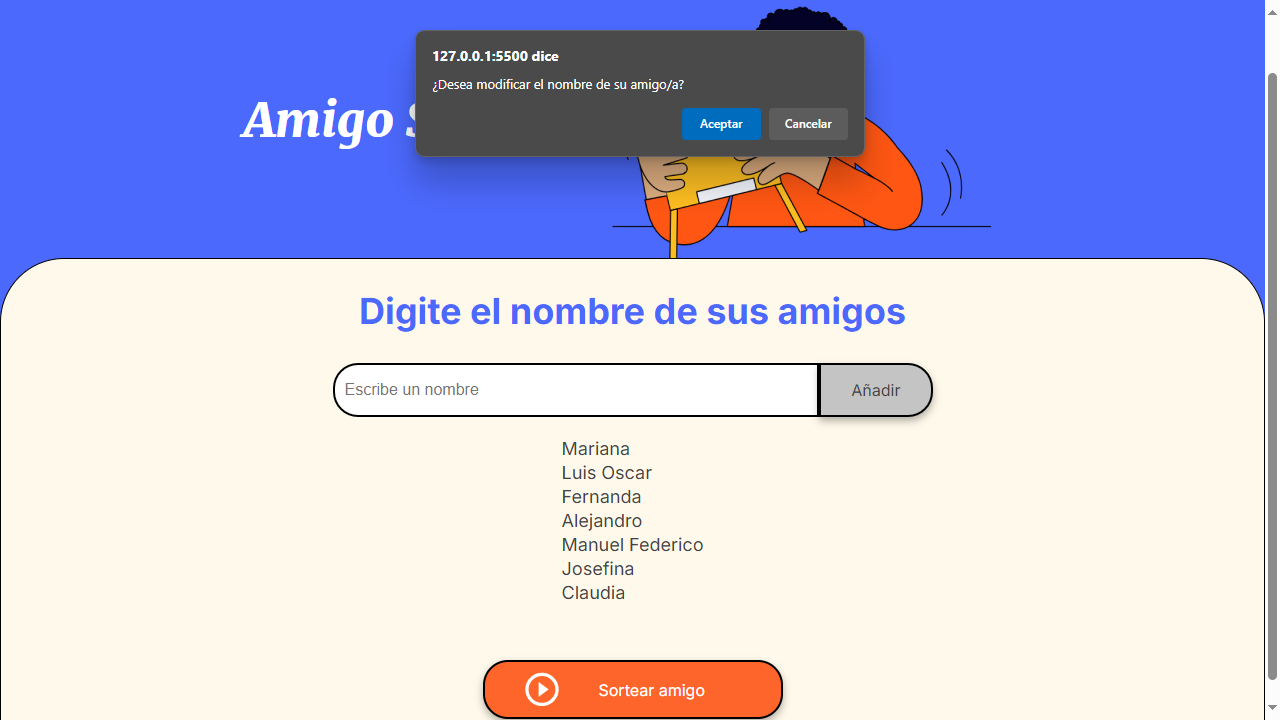 127.0.0.1:5500 dice
¿Desea modificar el nombre de su amigo/a?
Aceptar Cancelar
Amigo
Digite el nombre de sus amigos
Escribe un nombre Añadir
Mariana
Luis Oscar
Fernanda
Alejandro
Manuel Federico
Josefina
Claudia
Sortear amigo